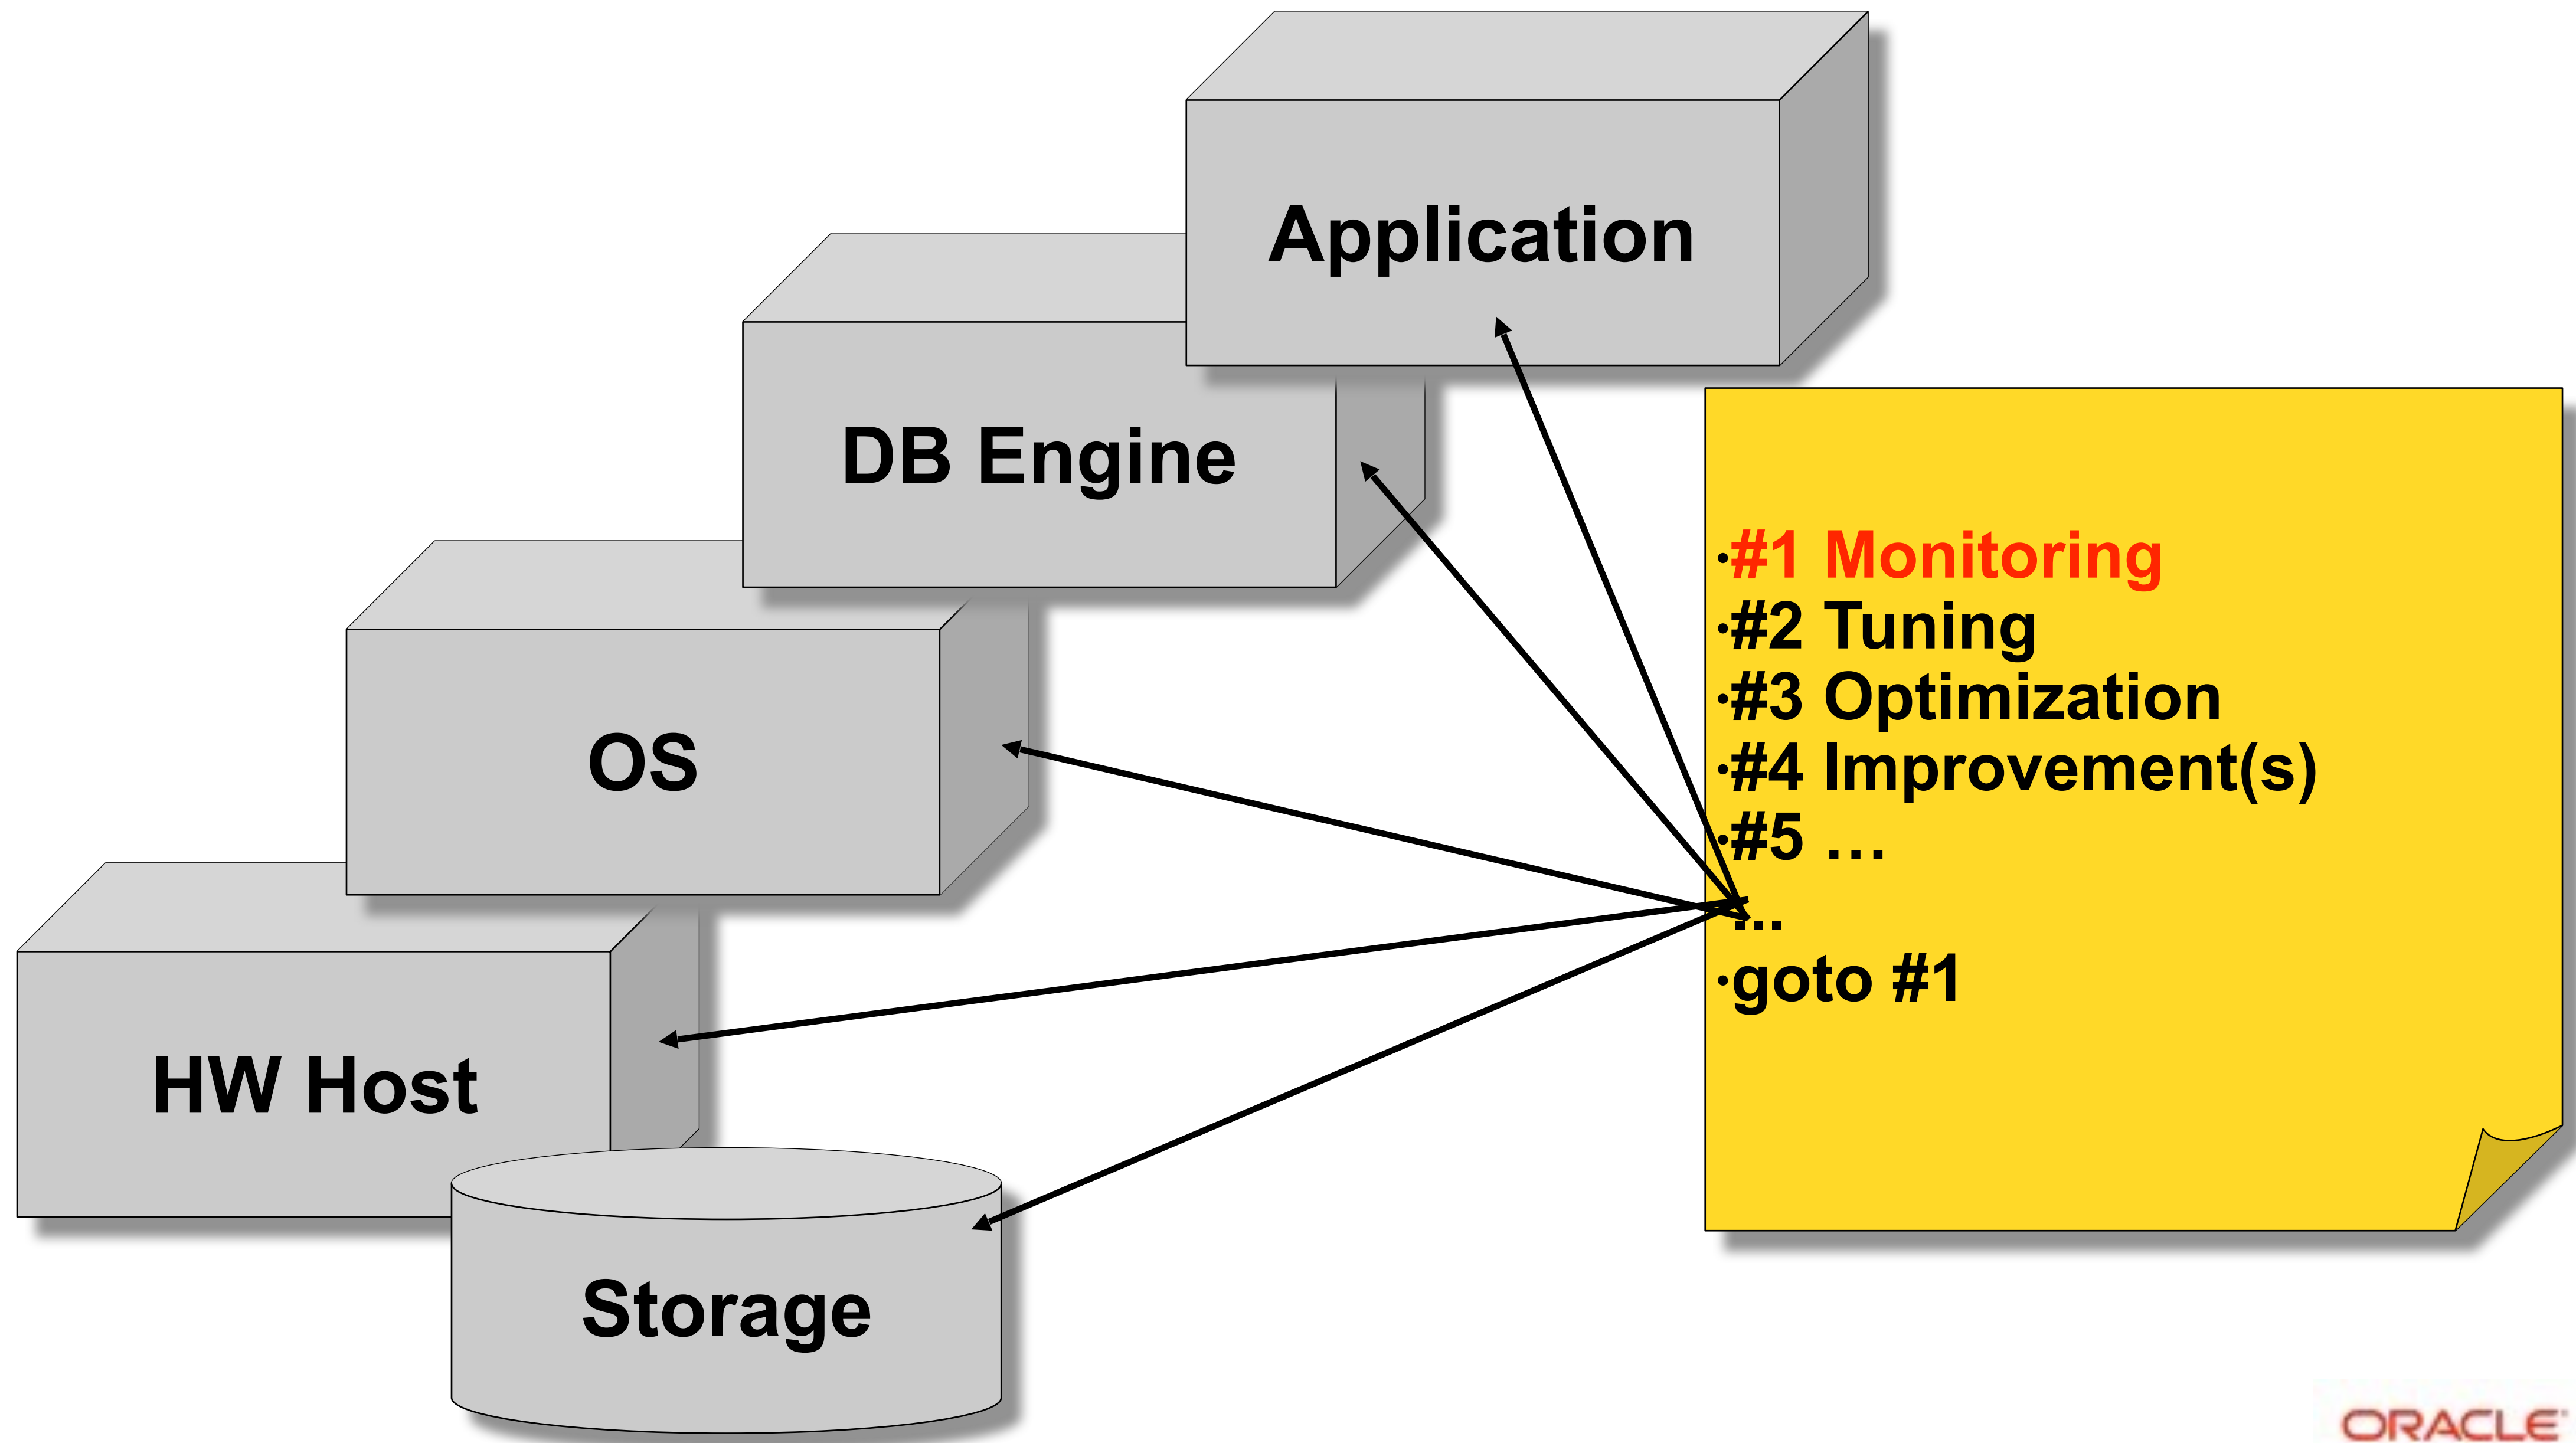 Application
DB Engine
OS
HW Host
Storage
·#1 Monitoring
·#2 Tuning
·#3 Optimization
·#4 Improvement(s)
·#5 …
...
·goto #1
ORACLE